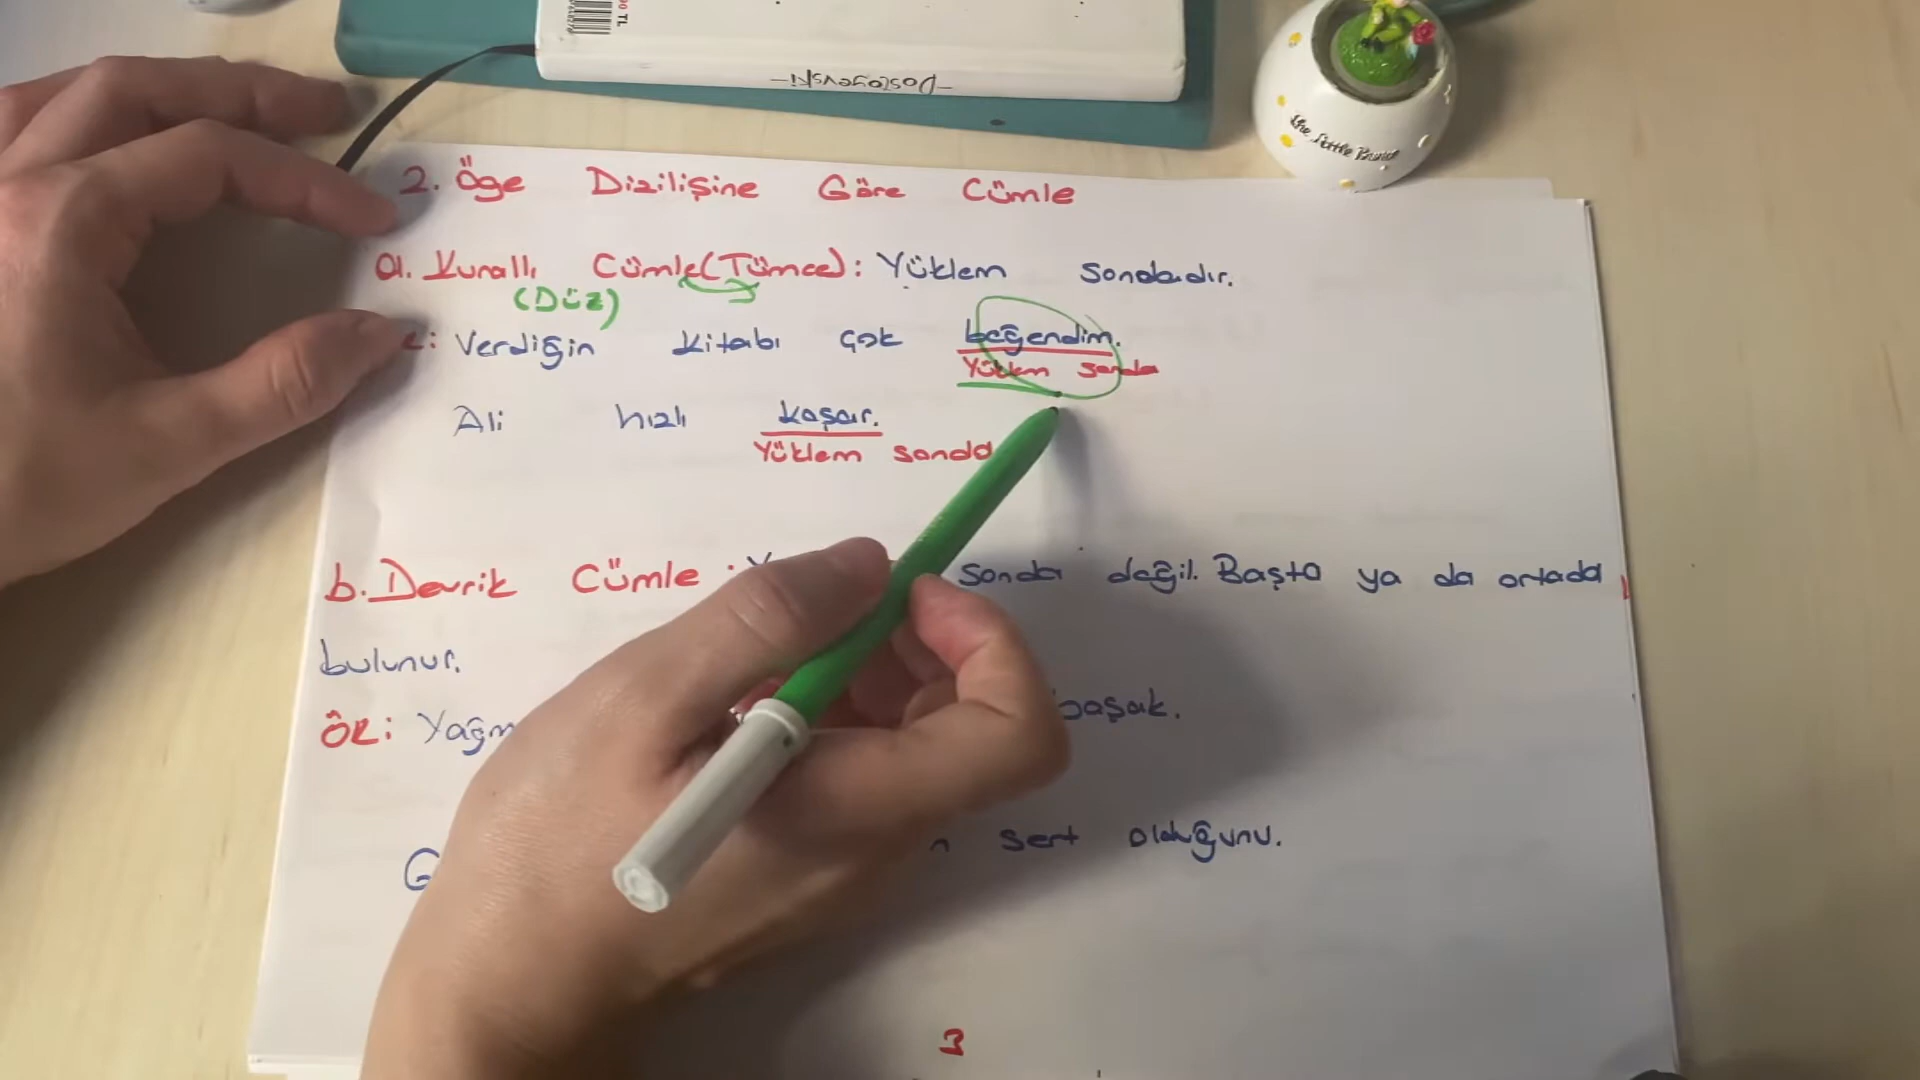 90 TL
-Dostoyevski-
the Little Prince
2. Öge Dizilişine Göre Cümle
a. Kurallı Cümle (Tümce): Yüklem sondadır.
(Düz)
Verdiğin kitabı çok beğendim.
Yüklem sonda
Ali hızlı koşar.
Yüklem sonda
b. Devrik Cümle: sonda değil. Başta ya da ortada
bulunur.
ÖR: Yağm başak.
G n sert olduğunu.
3